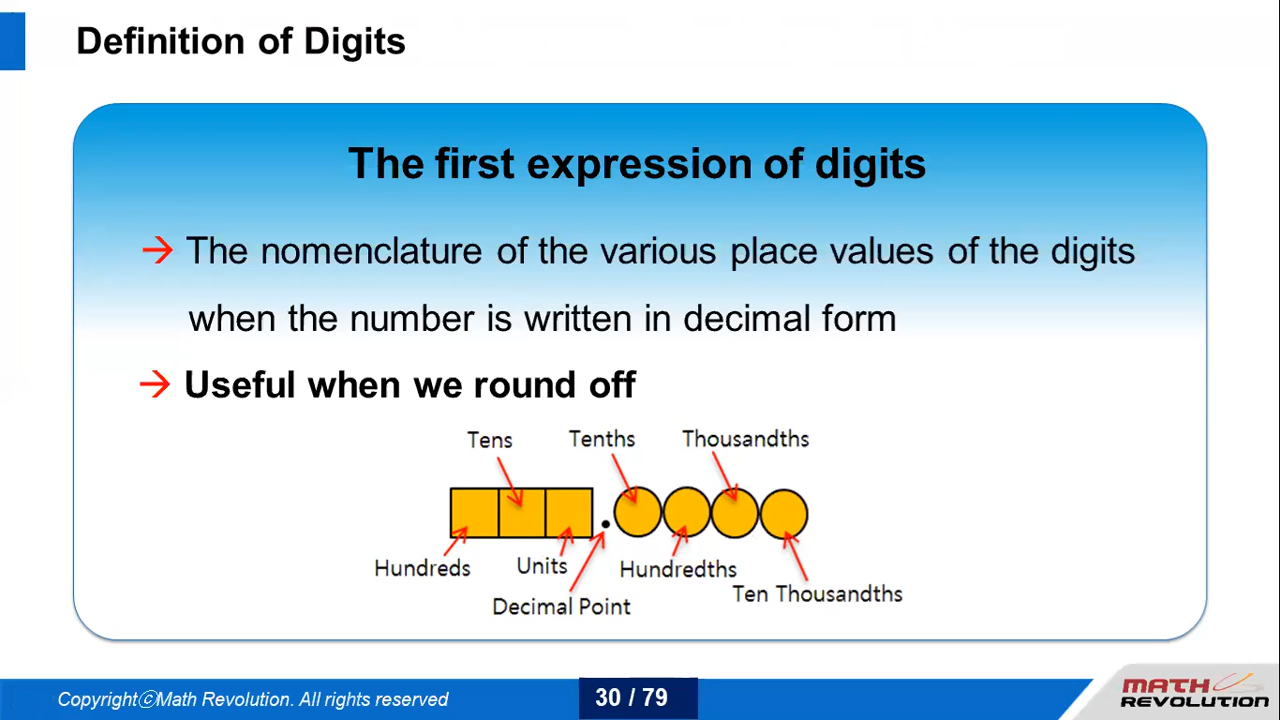 Definition of Digits
The first expression of digits
→ The nomenclature of the various place values of the digits
when the number is written in decimal form
→ Useful when we round off
Tens Tenths Thousandths
.
Hundreds Units Hundredths
Decimal Point Ten Thousandths
CopyrightⓒMath Revolution. All rights reserved
30 / 79
MATH
REVOLUTION